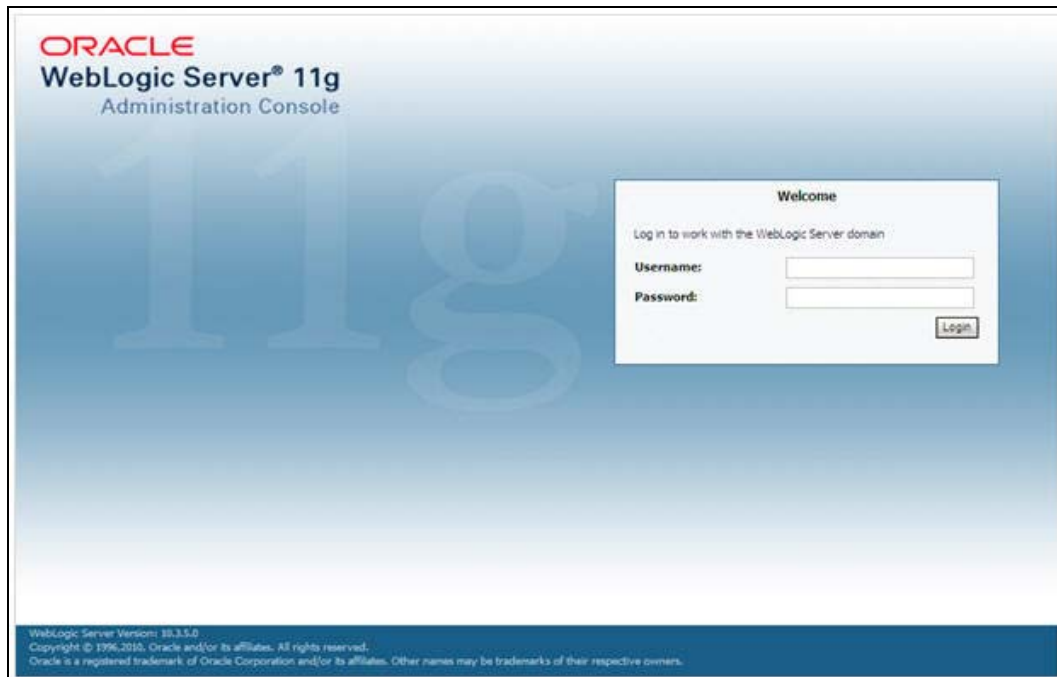 ORACLE
WebLogic Server® 11g
Administration Console
11g
Welcome
Log in to work with the WebLogic Server domain
Username:
Password:
Login
WebLogic Server Version: 10.3.5.0
Copyright © 1996,2010, Oracle and/or its affiliates. All rights reserved.
Oracle is a registered trademark of Oracle Corporation and/or its affiliates. Other names may be trademarks of their respective owners.